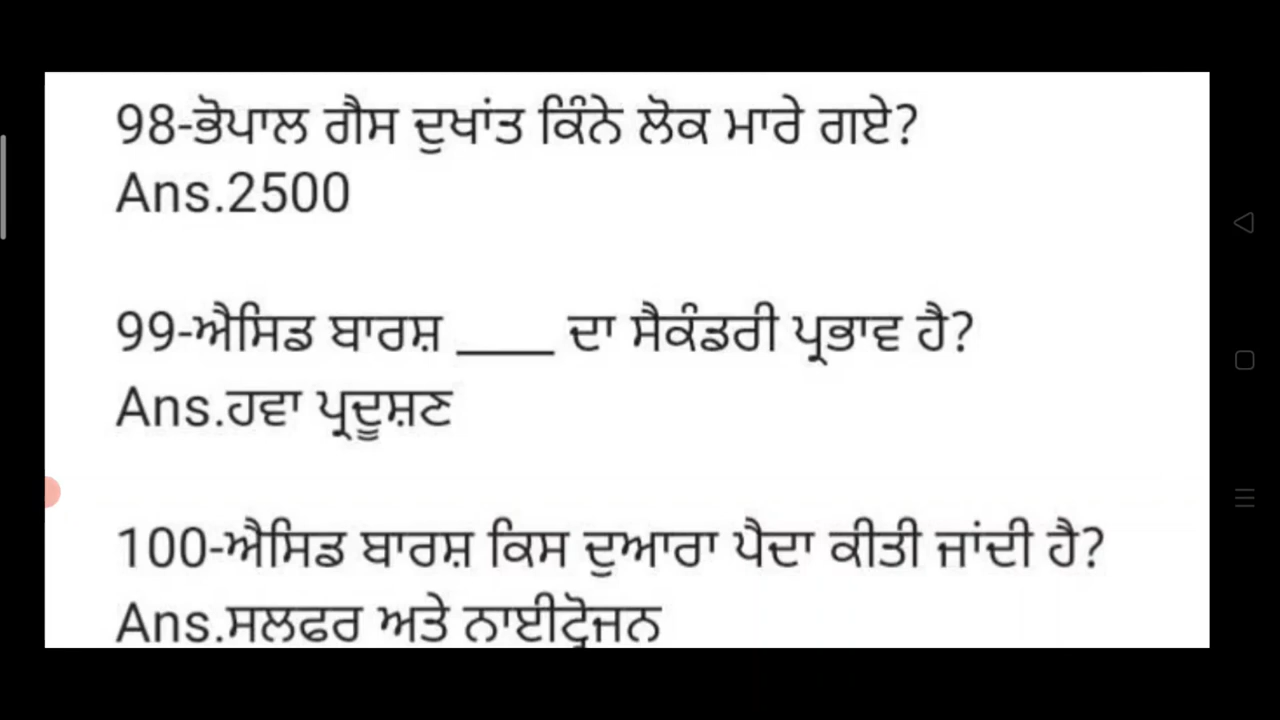 98-ਭੋਪਾਲ ਗੈਸ ਦੁਖਾਂਤ ਕਿੰਨੇ ਲੋਕ ਮਾਰੇ ਗਏ?
Ans.2500
99-ਐਸਿਡ ਬਾਰਸ਼ ____ ਦਾ ਸੈਕੰਡਰੀ ਪ੍ਰਭਾਵ ਹੈ?
Ans.ਹਵਾ ਪ੍ਰਦੂਸ਼ਣ
100-ਐਸਿਡ ਬਾਰਸ਼ ਕਿਸ ਦੁਆਰਾ ਪੈਦਾ ਕੀਤੀ ਜਾਂਦੀ ਹੈ?
Ans.ਸਲਫਰ ਅਤੇ ਨਾਈਟ੍ਰੋਜਨ